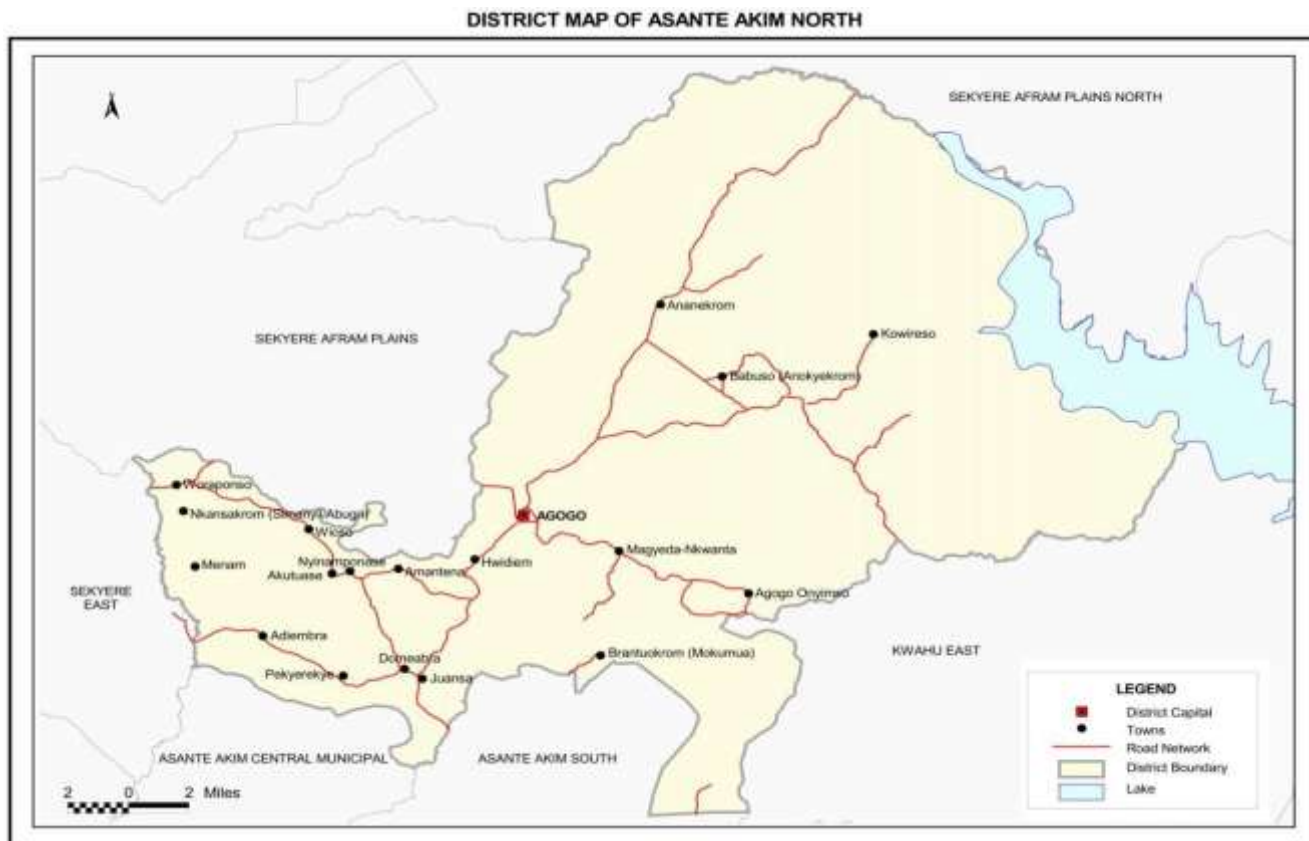 DISTRICT MAP OF ASANTE AKIM NORTH
SEKYERE AFRAM PLAINS NORTH
Ananekrom
Kowireso
SEKYERE AFRAM PLAINS
Babuso (Anokyekrom)
Woraponso
Nkansakrom
AGOGO
Wioso
Magyeda-Nkwanta
Nyinamponase
Hwidiem
Amantena
Menam
Akutuase
SEKYERE
EAST
Agogo Onyimso
Adiembra
KWAHU EAST
Brantuokrom (Mokumua)
Domeabra
Pekyerekye
Juansa
LEGEND
District Capital
Towns
Road Network
District Boundary
Lake
ASANTE AKIM CENTRAL MUNICIPAL
ASANTE AKIM SOUTH
2 0 2 Miles